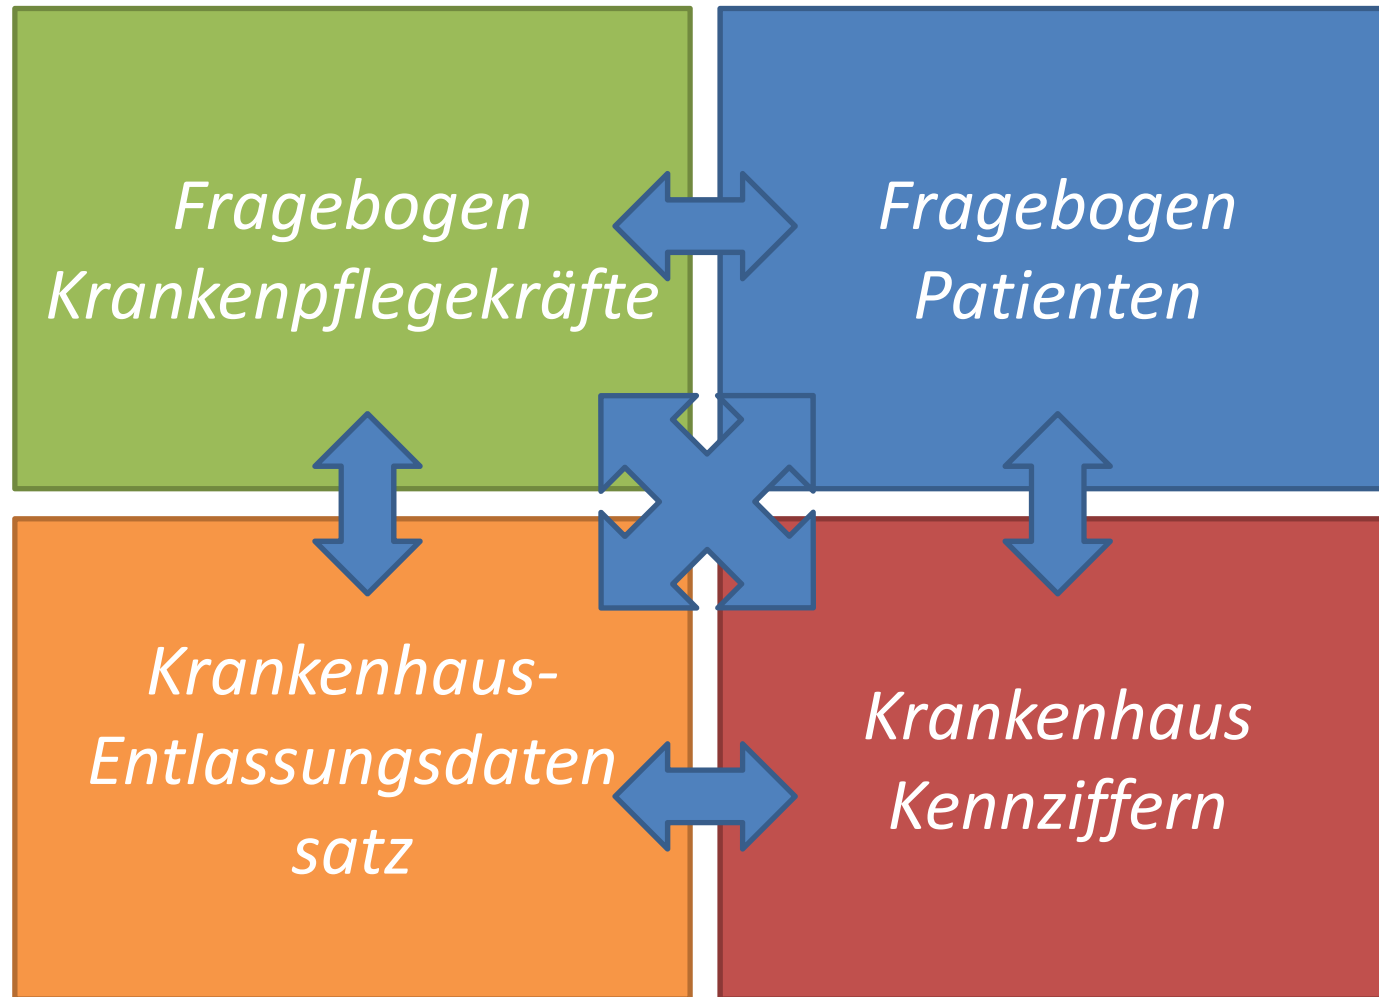 Fragebogen
Krankenpflegekräfte
Fragebogen
Patienten
Krankenhaus-
Entlassungsdaten
satz
Krankenhaus
Kennziffern